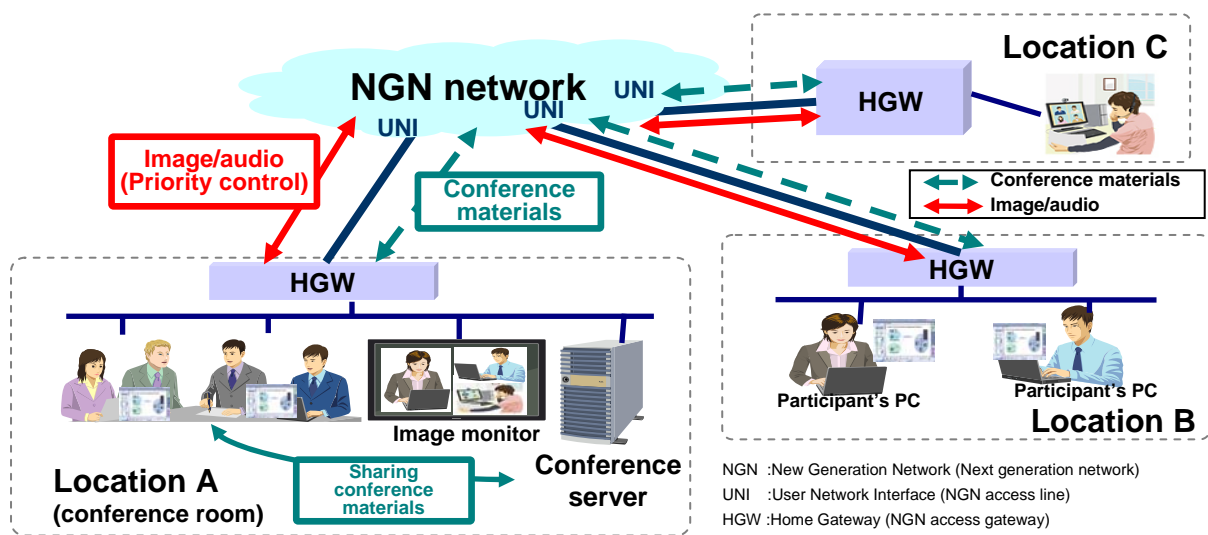 Location C
NGN network
UNI
HGW
UNI
UNI
Image/audio
(Priority control)
Conference
materials
Conference materials
Image/audio
HGW
HGW
Participant's PC
Participant's PC
Location B
Image monitor
Conference
server
Sharing
conference
materials
Location A
(conference room)
NGN :New Generation Network (Next generation network)
UNI :User Network Interface (NGN access line)
HGW :Home Gateway (NGN access gateway)